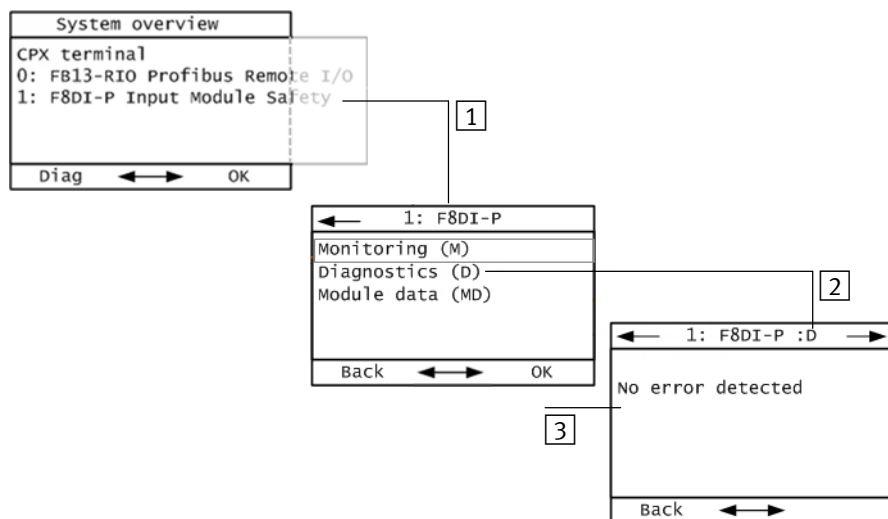 System overview
CPX terminal
0: FB13-RIO Profibus Remote I/O
1: F8DI-P Input Module Safety
Diag OK
1
1: F8DI-P
Monitoring (M)
Diagnostics (D)
Module data (MD)
Back OK
2
1: F8DI-P :D
No error detected
3
Back